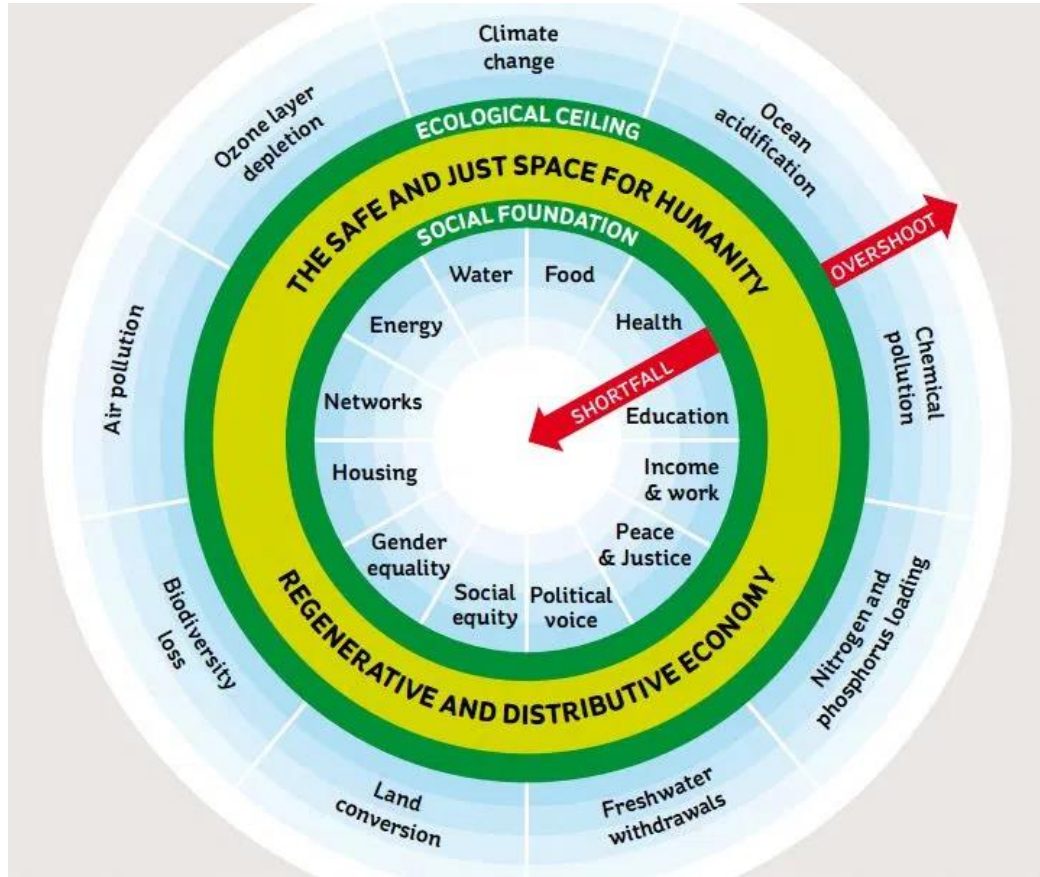 Climate
change
Ocean
acidification
OVERSHOOT
Chemical
pollution
Nitrogen and
phosphorus loading
Freshwater
withdrawals
Land
conversion
Biodiversity
loss
Air pollution
Ozone layer
depletion
ECOLOGICAL CEILING
THE SAFE AND JUST SPACE FOR HUMANITY
SOCIAL FOUNDATION
Water
Food
Health
SHORTFALL
Education
Income
& work
Peace
& Justice
Political
voice
Social
equity
Gender
equality
Housing
Networks
Energy
REGENERATIVE AND DISTRIBUTIVE ECONOMY